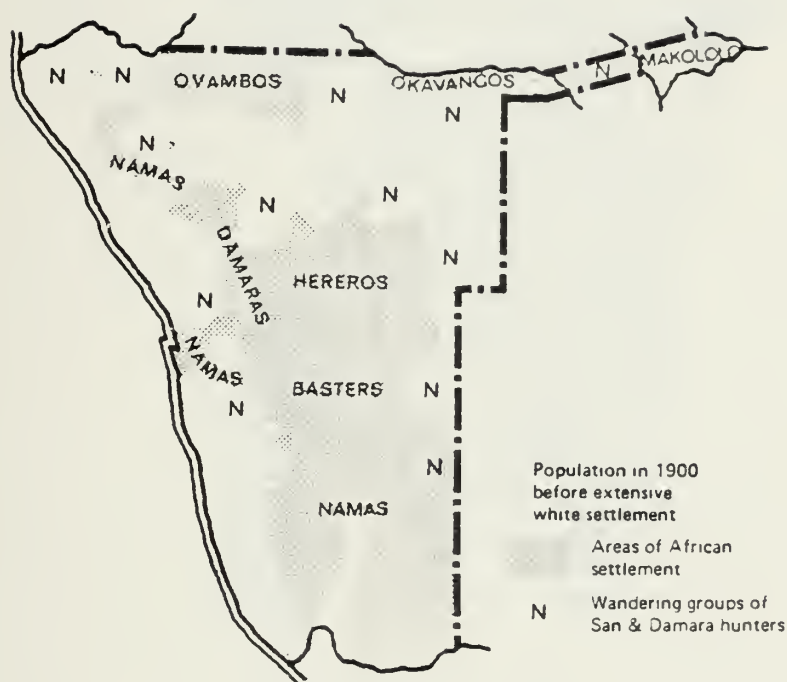 N N OVAMBOS N OKAVANGOS N MAKOLOLO
N
N
NAMAS
N
N
DAMARAS
N
HEREROS
N
NAMAS
BASTERS
N
N
N
NAMAS
Population in 1900
before extensive
white settlement
Areas of African
settlement
N Wandering groups of
San & Damara hunters